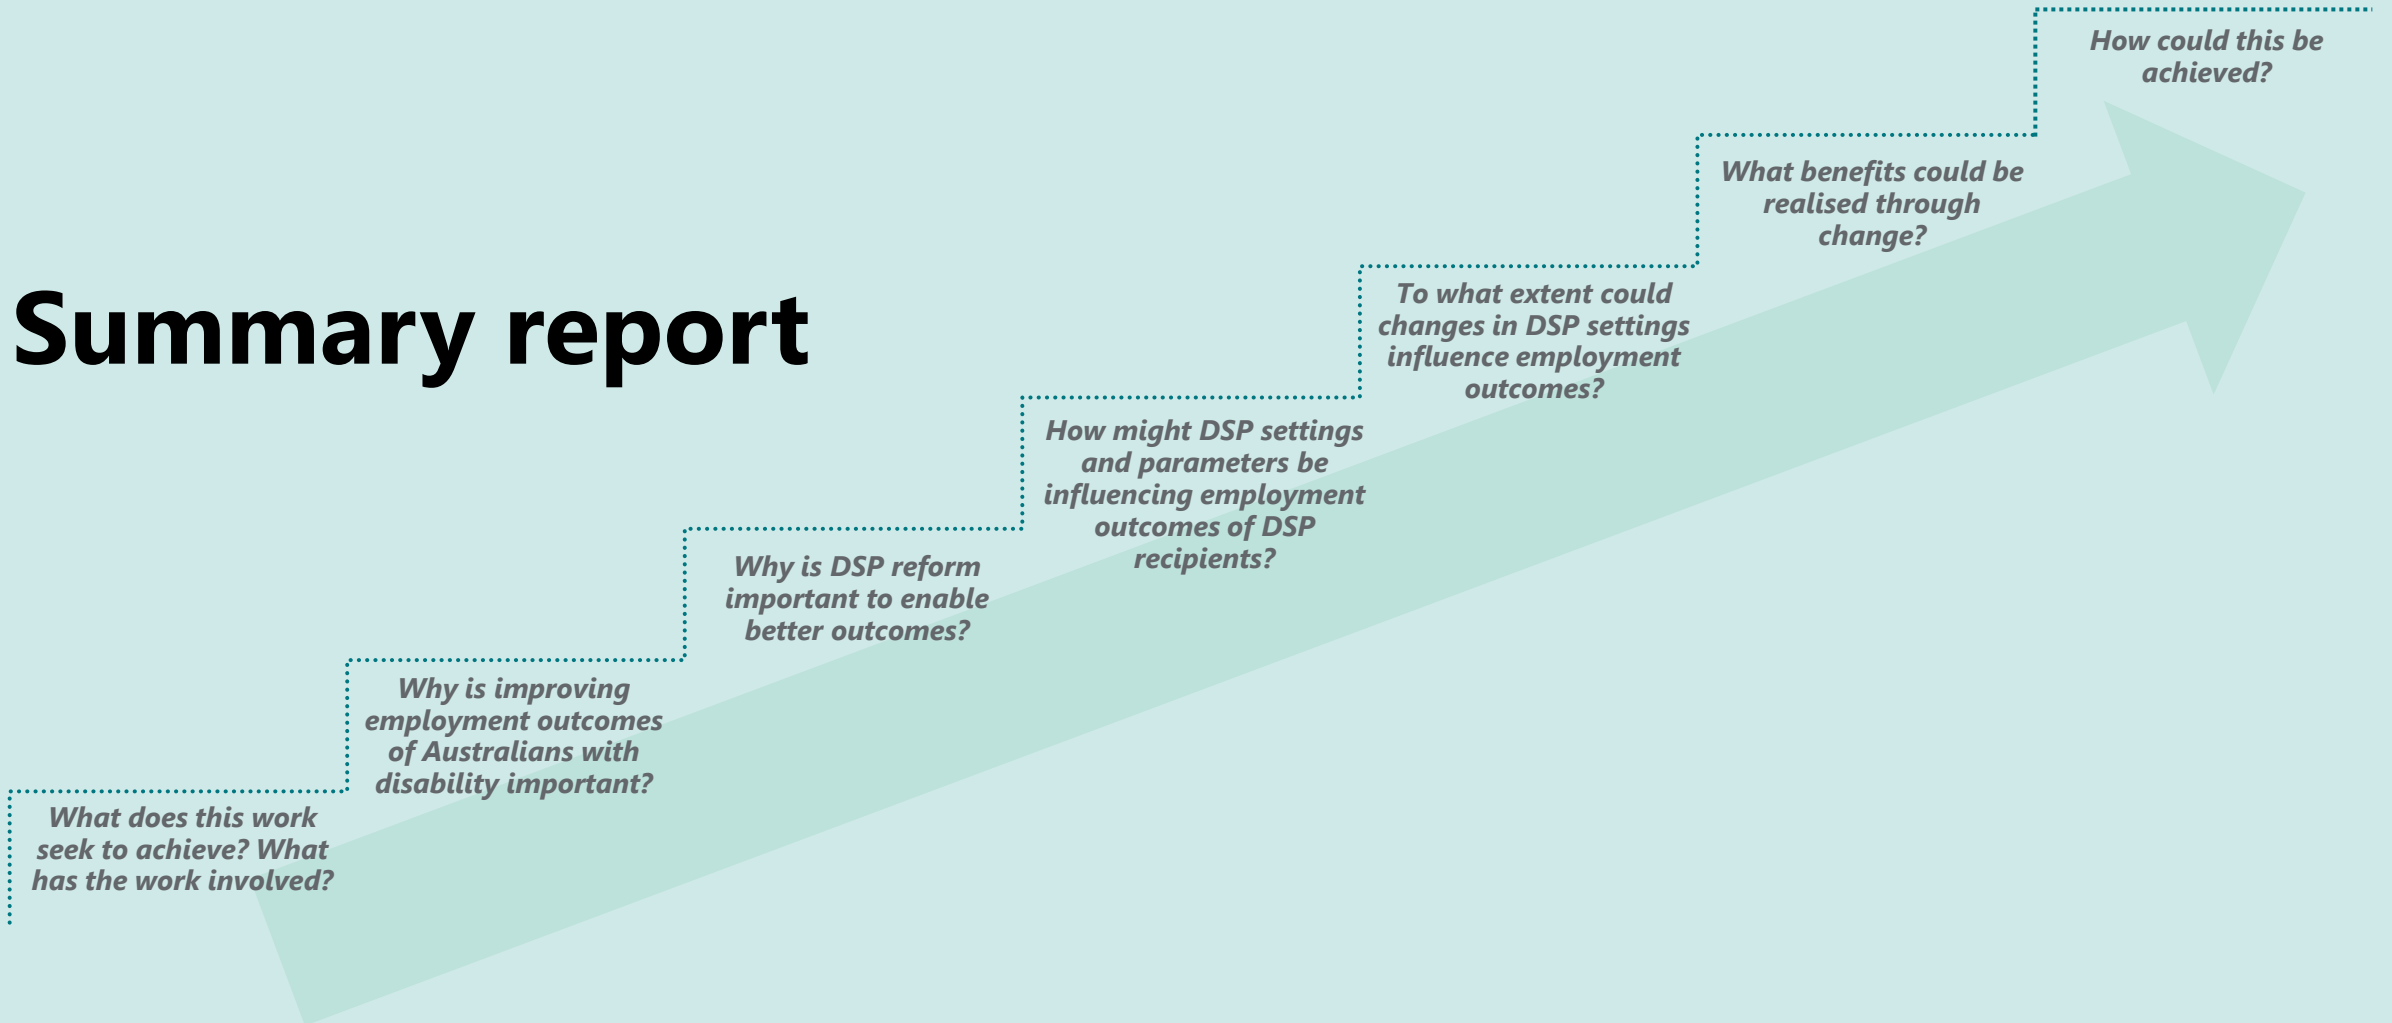 Summary report
What does this work
seek to achieve? What
has the work involved?
Why is improving
employment outcomes
of Australians with
disability important?
Why is DSP reform
important to enable
better outcomes?
How might DSP settings
and parameters be
influencing employment
outcomes of DSP
recipients?
To what extent could
changes in DSP settings
influence employment
outcomes?
What benefits could be
realised through
change?
How could this be
achieved?